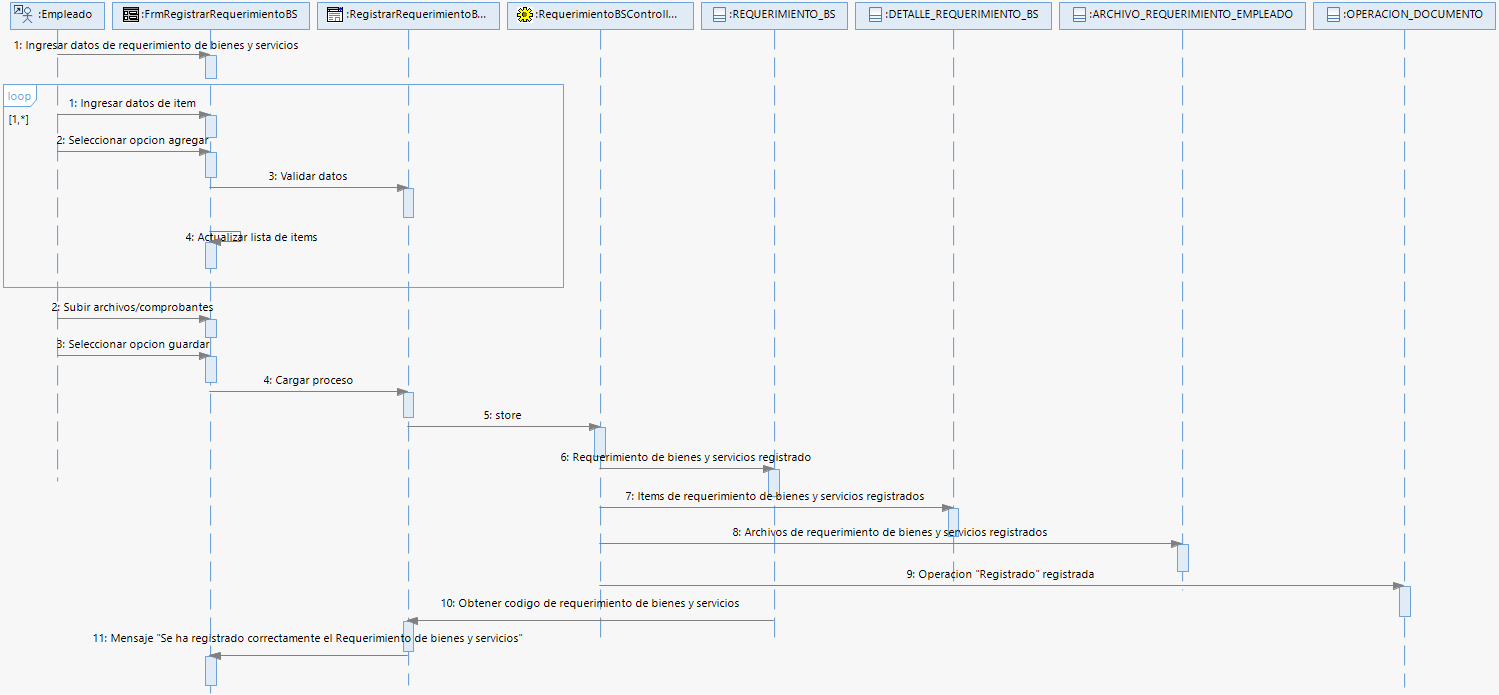 :Empleado
:FrmRegistrarRequerimientoBS
:RegistrarRequerimientoB...
:RequerimientoBSControll...
:REQUERIMIENTO_BS
:DETALLE_REQUERIMIENTO_BS
:ARCHIVO_REQUERIMIENTO_EMPLEADO
:OPERACION_DOCUMENTO
1: Ingresar datos de requerimiento de bienes y servicios
loop
[1,*]
1: Ingresar datos de item
2: Seleccionar opcion agregar
3: Validar datos
4: Actualizar lista de items
2: Subir archivos/comprobantes
3: Seleccionar opcion guardar
4: Cargar proceso
5: store
6: Requerimiento de bienes y servicios registrado
7: Items de requerimiento de bienes y servicios registrados
8: Archivos de requerimiento de bienes y servicios registrados
9: Operacion "Registrado" registrada
10: Obtener codigo de requerimiento de bienes y servicios
11: Mensaje "Se ha registrado correctamente el Requerimiento de bienes y servicios"